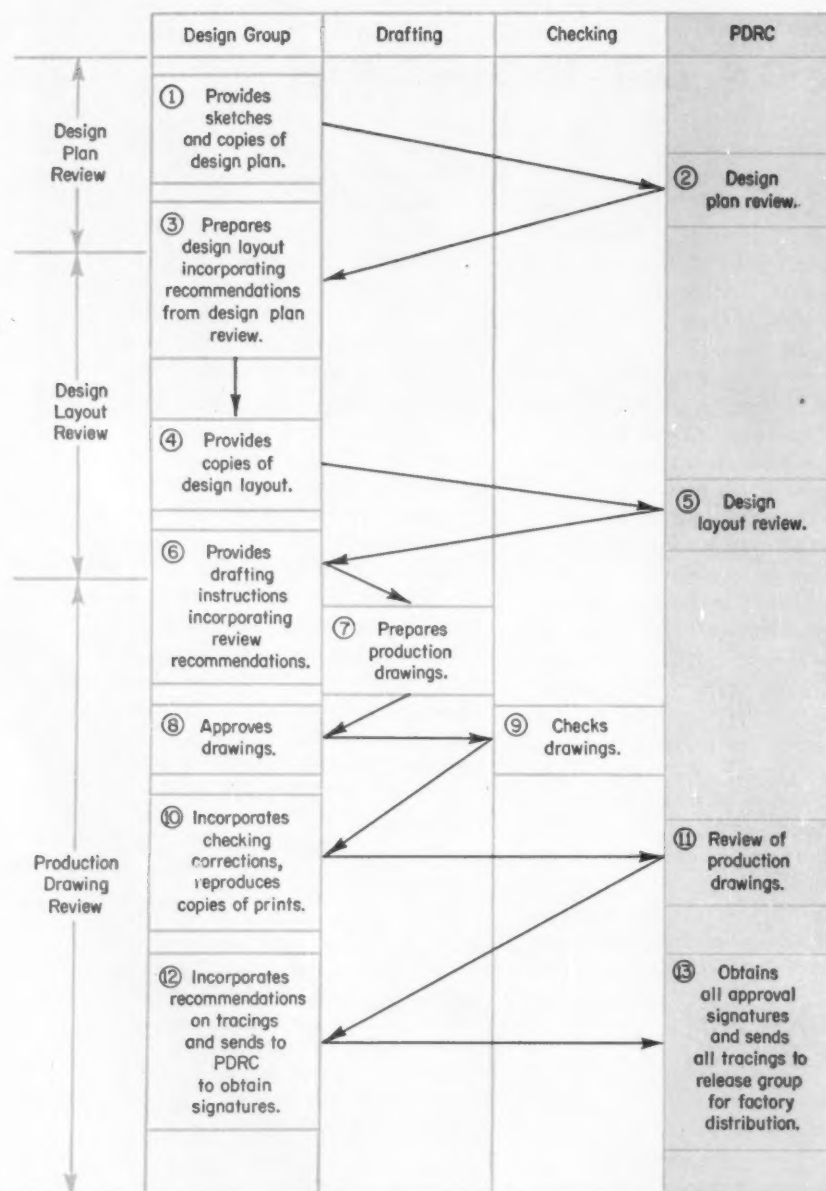 Design Group
Drafting
Checking
PDRC
Design
Plan
Review
① Provides
sketches
and copies of
design plan.
② Design
plan review.
③ Prepares
design layout
incorporating
recommendations
from design plan
review.
Design
Layout
Review
④ Provides
copies of
design layout.
⑤ Design
layout review.
⑥ Provides
drafting
instructions
incorporating
review
recommendations.
⑦ Prepares
production
drawings.
⑧ Approves
drawings.
⑨ Checks
drawings.
Production
Drawing
Review
⑩ Incorporates
checking
corrections,
reproduces
copies of prints.
⑪ Review of
production
drawings.
⑫ Incorporates
recommendations
on tracings
and sends to
PDRC
to obtain
signatures.
⑬ Obtains
all approval
signatures
and sends
all tracings to
release group
for factory
distribution.